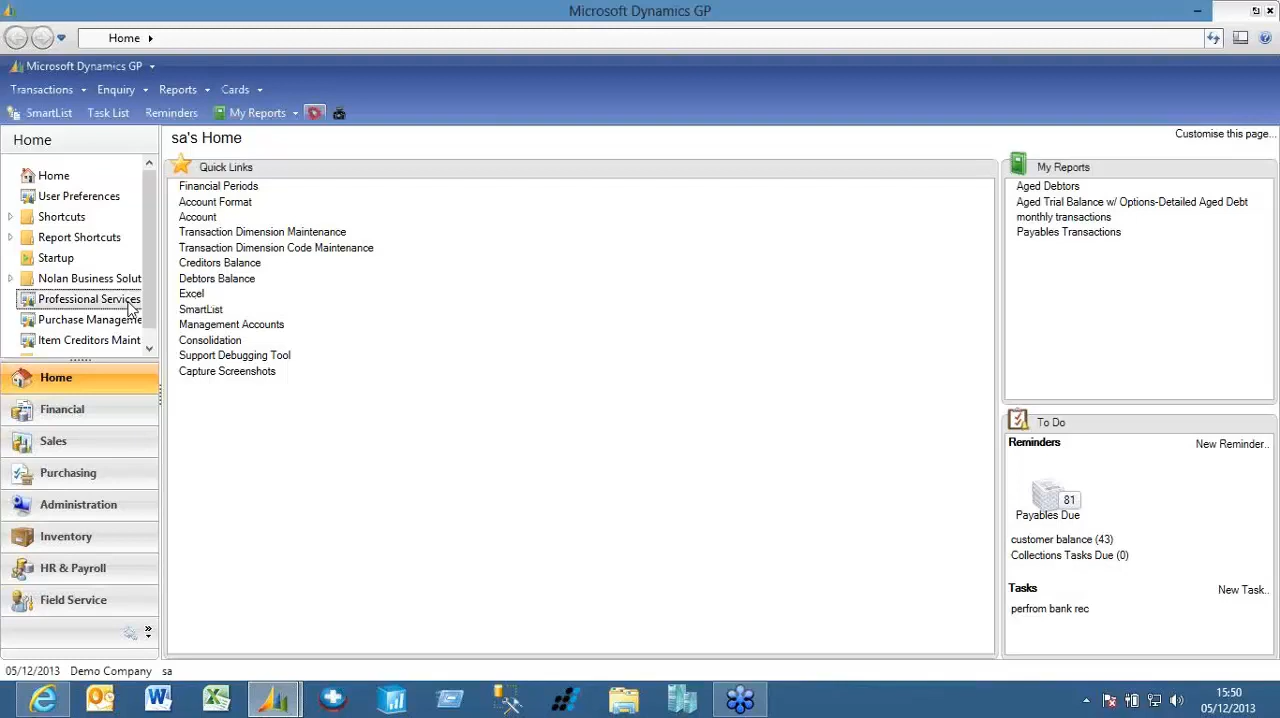 Microsoft Dynamics GP
Home
Microsoft Dynamics GP
Transactions Enquiry Reports Cards
SmartList Task List Reminders My Reports
Home
Home
User Preferences
Shortcuts
Report Shortcuts
Startup
Nolan Business Solut
Professional Services
Purchase Manageme
Item Creditors Maint
Home
Financial
Sales
Purchasing
Administration
Inventory
HR & Payroll
Field Service
sa's Home
Customise this page...
Quick Links
Financial Periods
Account Format
Account
Transaction Dimension Maintenance
Transaction Dimension Code Maintenance
Creditors Balance
Debtors Balance
Excel
SmartList
Management Accounts
Consolidation
Support Debugging Tool
Capture Screenshots
My Reports
Aged Debtors
Aged Trial Balance w/ Options-Detailed Aged Debt
monthly transactions
Payables Transactions
To Do
Reminders New Reminder..
81
Payables Due
customer balance (43)
Collections Tasks Due (0)
Tasks New Task..
perfrom bank rec
05/12/2013 Demo Company sa
15:50
05/12/2013